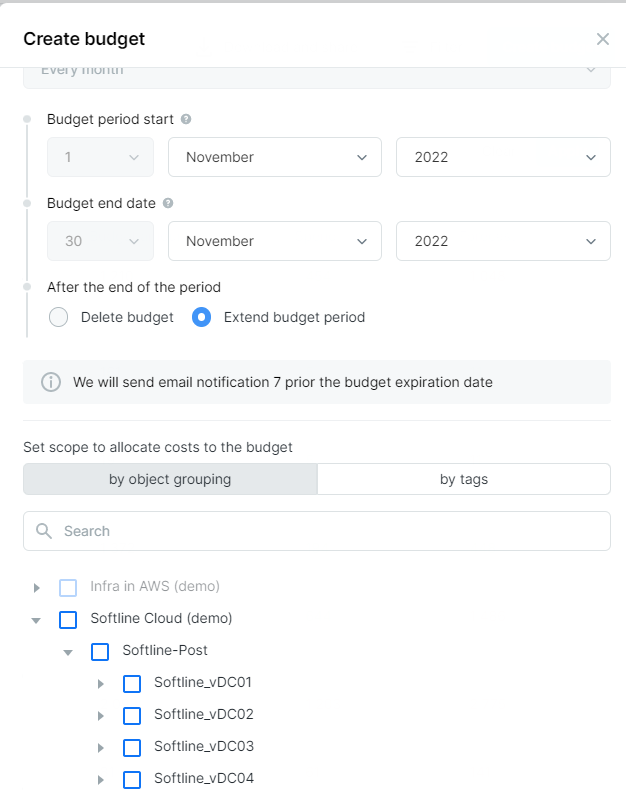 Create budget
Every month
Budget period start
1 November 2022
Budget end date
30 November 2022
After the end of the period
Delete budget Extend budget period
We will send email notification 7 prior the budget expiration date
Set scope to allocate costs to the budget
by object grouping by tags
Search
Infra in AWS (demo)
Softline Cloud (demo)
Softline-Post
Softline_vDC01
Softline_vDC02
Softline_vDC03
Softline_vDC04